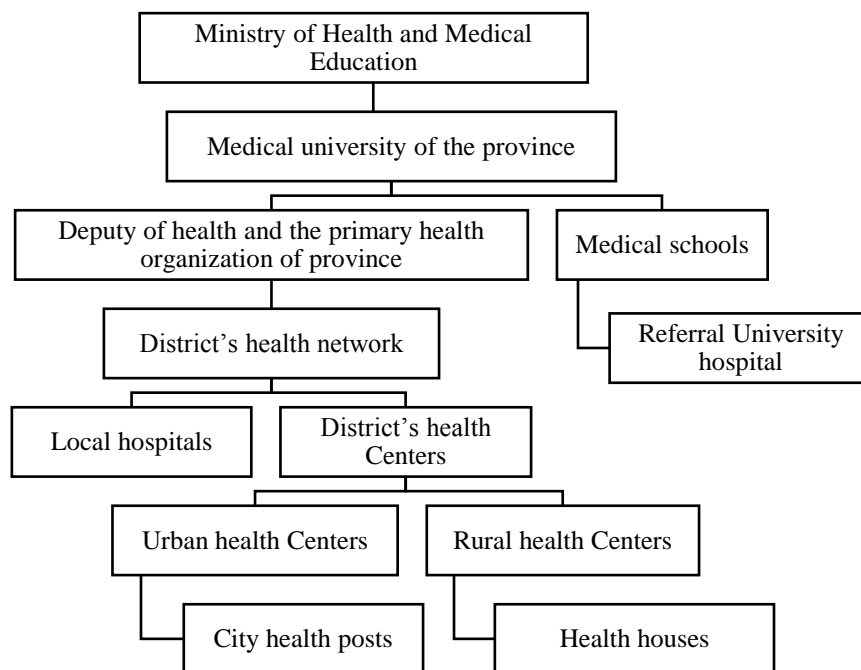 Ministry of Health and Medical
Education
Medical university of the province
Deputy of health and the primary health
organization of province
Medical schools
District's health network
Referral University
hospital
Local hospitals
District's health
Centers
Urban health Centers
Rural health Centers
City health posts
Health houses